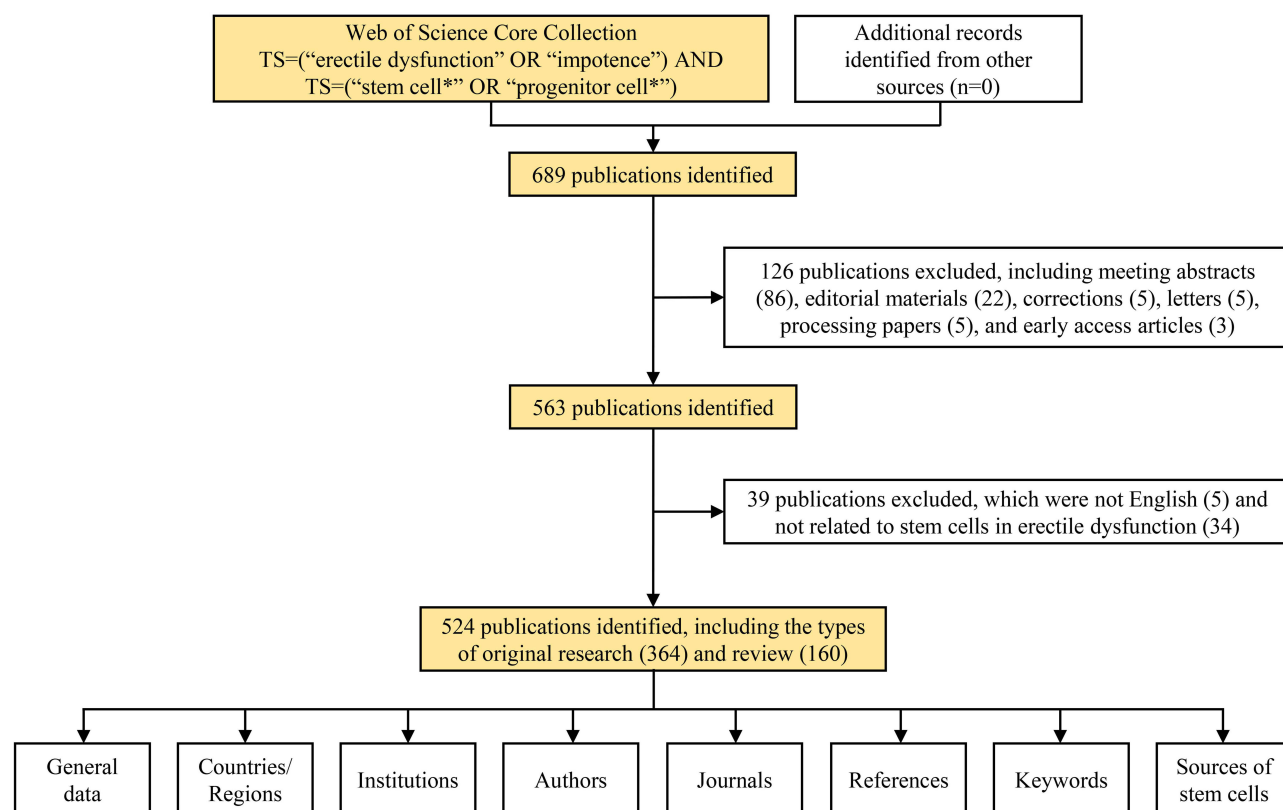 Web of Science Core Collection
TS=(“erectile dysfunction” OR “impotence”) AND
TS=(“stem cell*” OR “progenitor cell*”)
Additional records
identified from other
sources (n=0)
689 publications identified
126 publications excluded, including meeting abstracts
(86), editorial materials (22), corrections (5), letters (5),
processing papers (5), and early access articles (3)
563 publications identified
39 publications excluded, which were not English (5) and
not related to stem cells in erectile dysfunction (34)
524 publications identified, including the types
of original research (364) and review (160)
General
data
Countries/
Regions
Institutions
Authors
Journals
References
Keywords
Sources of
stem cells